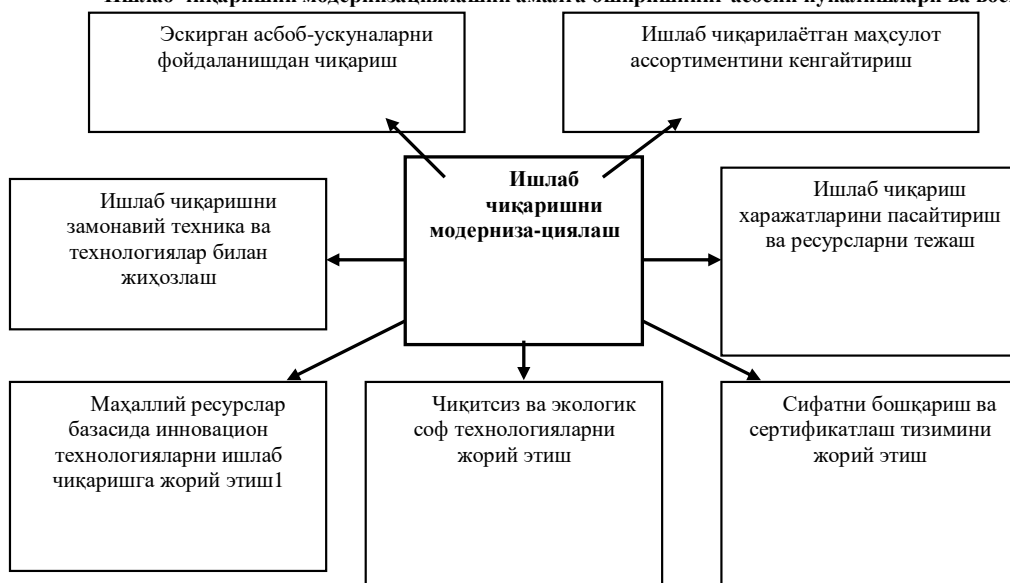 Эскирган асбоб-ускуналарни
фойдаланишдан чиқариш
Ишлаб чиқарилаётган маҳсулот
ассортиментини кенгайтириш
Ишлаб
чиқаришни
модерниза-циялаш
Ишлаб чиқаришни
замонавий техника ва
технологиялар билан
жиҳозлаш
Ишлаб чиқариш
харажатларини пасайтириш
ва ресурсларни тежаш
Маҳаллий ресурслар
базасида инновацион
технологияларни ишлаб
чиқаришга жорий этиш1
Чиқитсиз ва экологик
соф технологияларни
жорий этиш
Сифатни бошқариш ва
сертификатлаш тизимини
жорий этиш